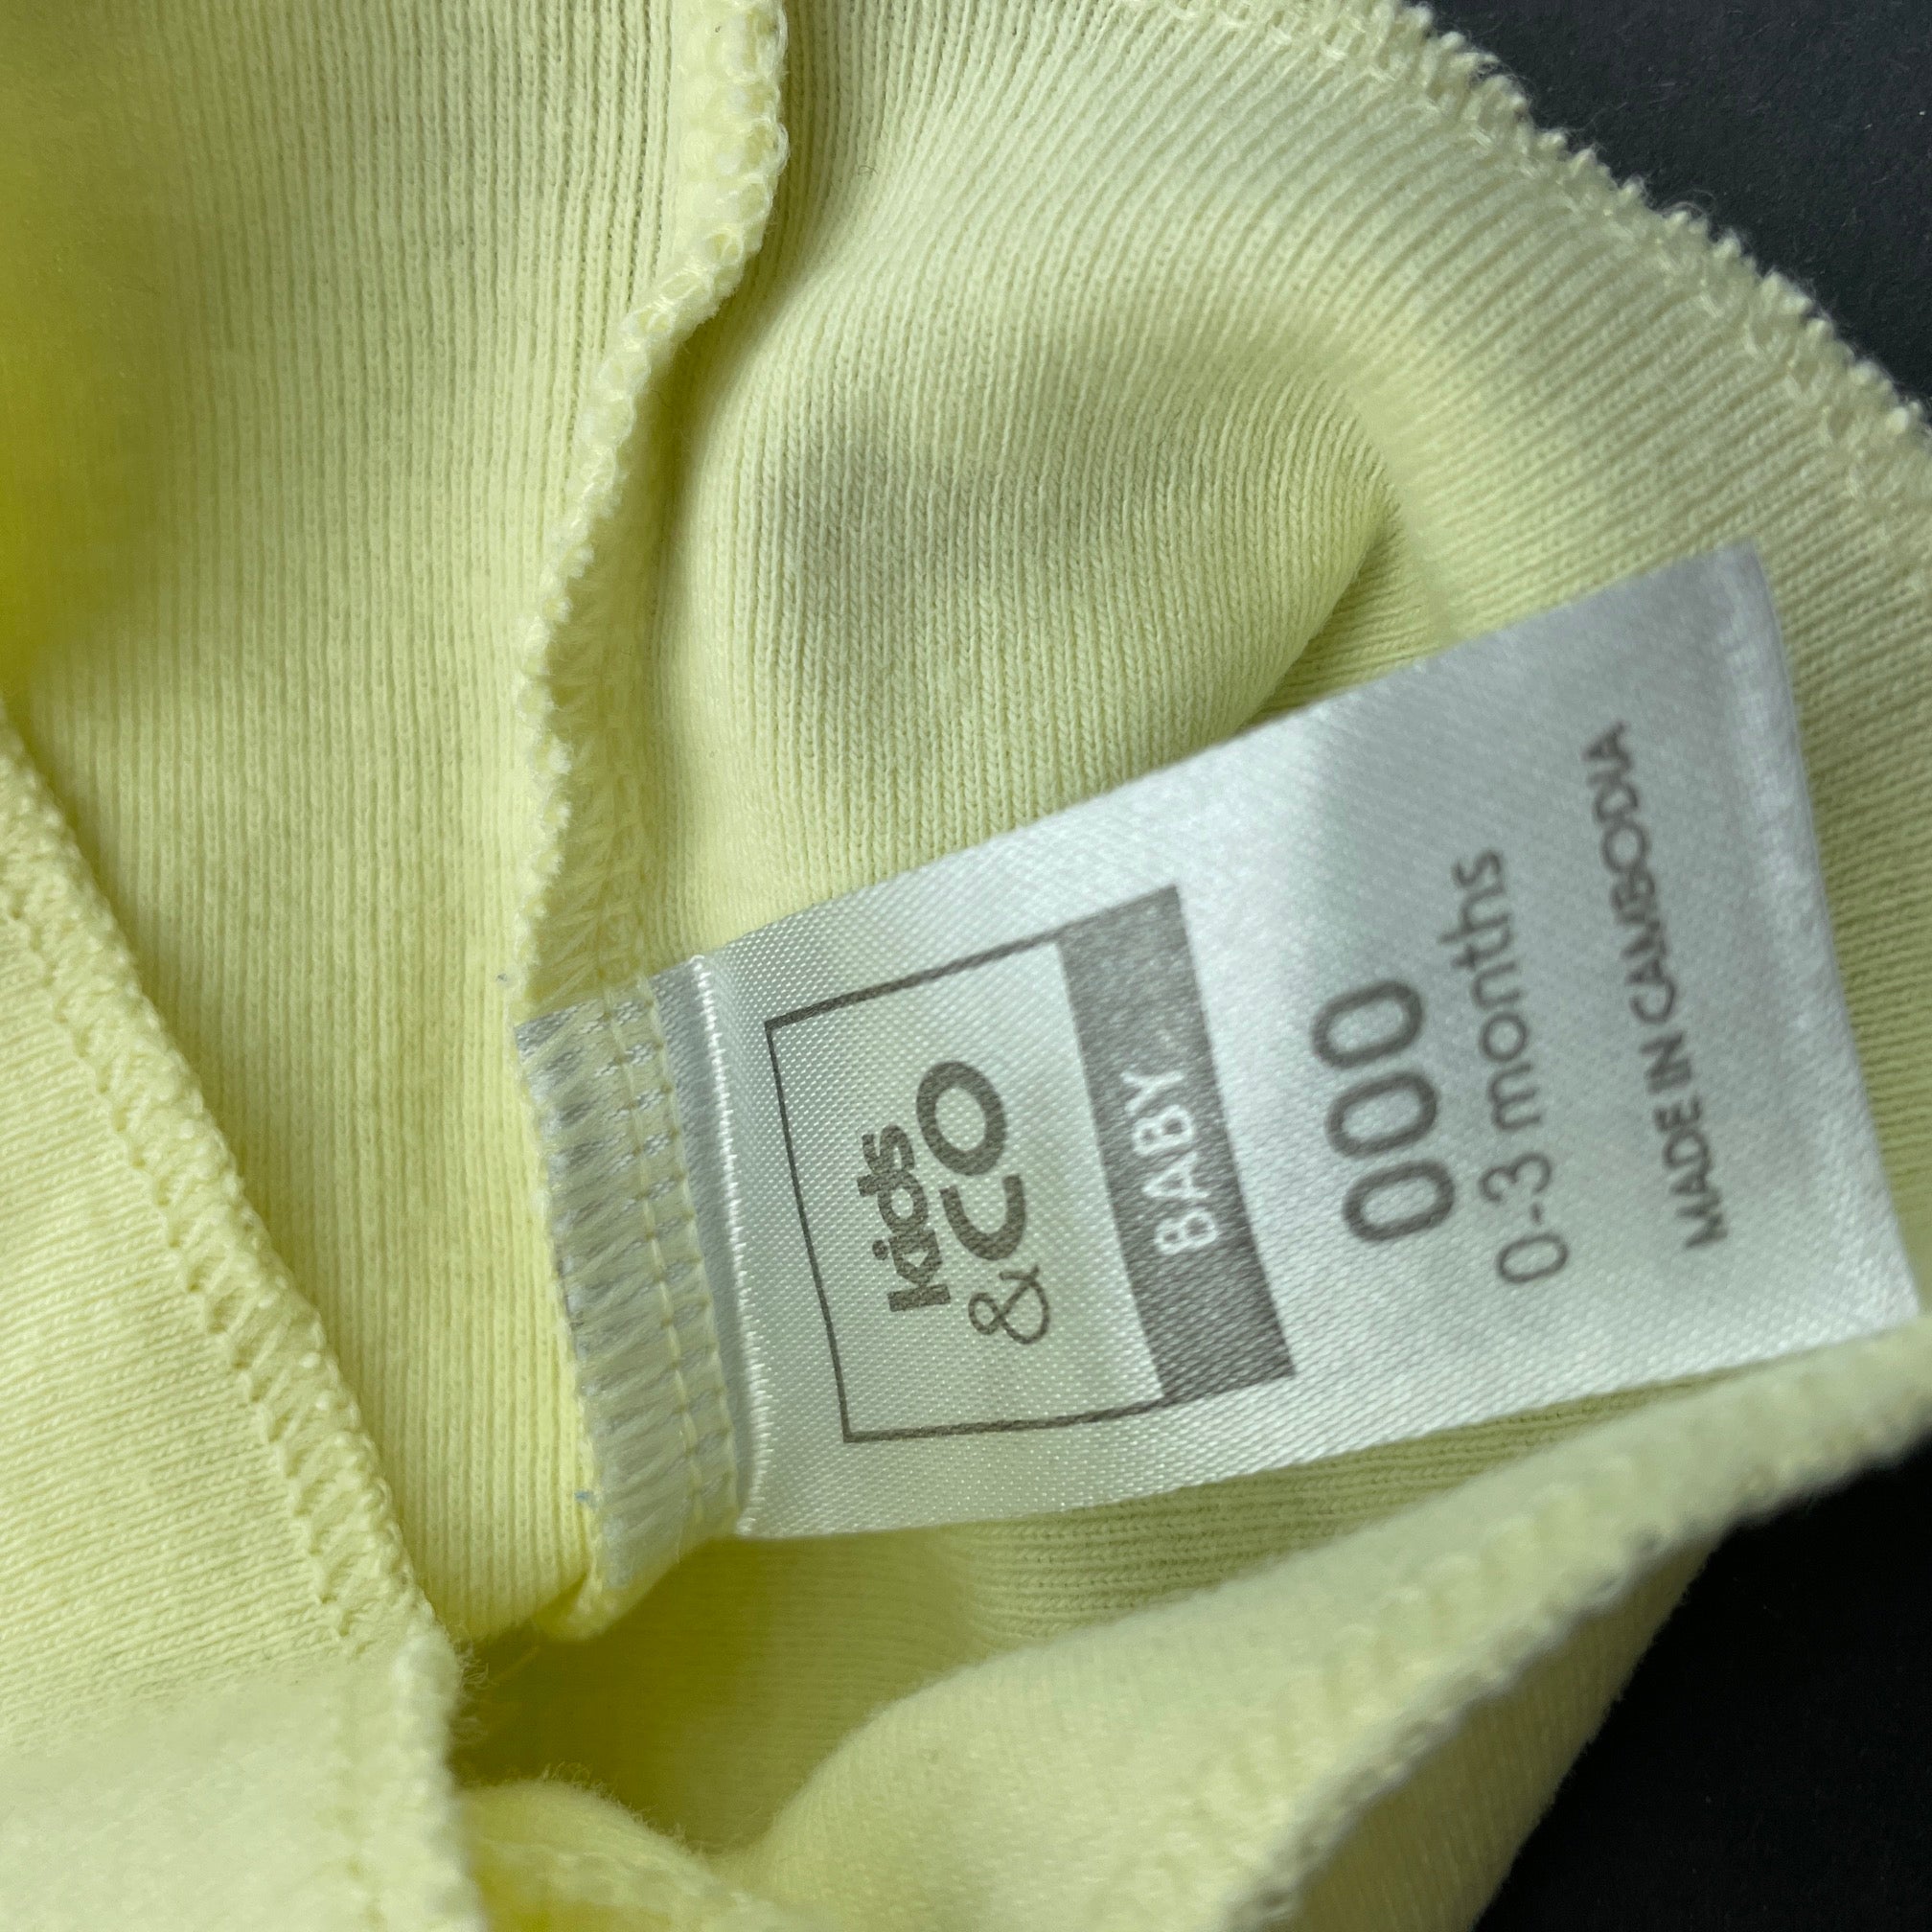 kids
&CO
BABY
000
0-3 months
MADE IN CAMBODIA